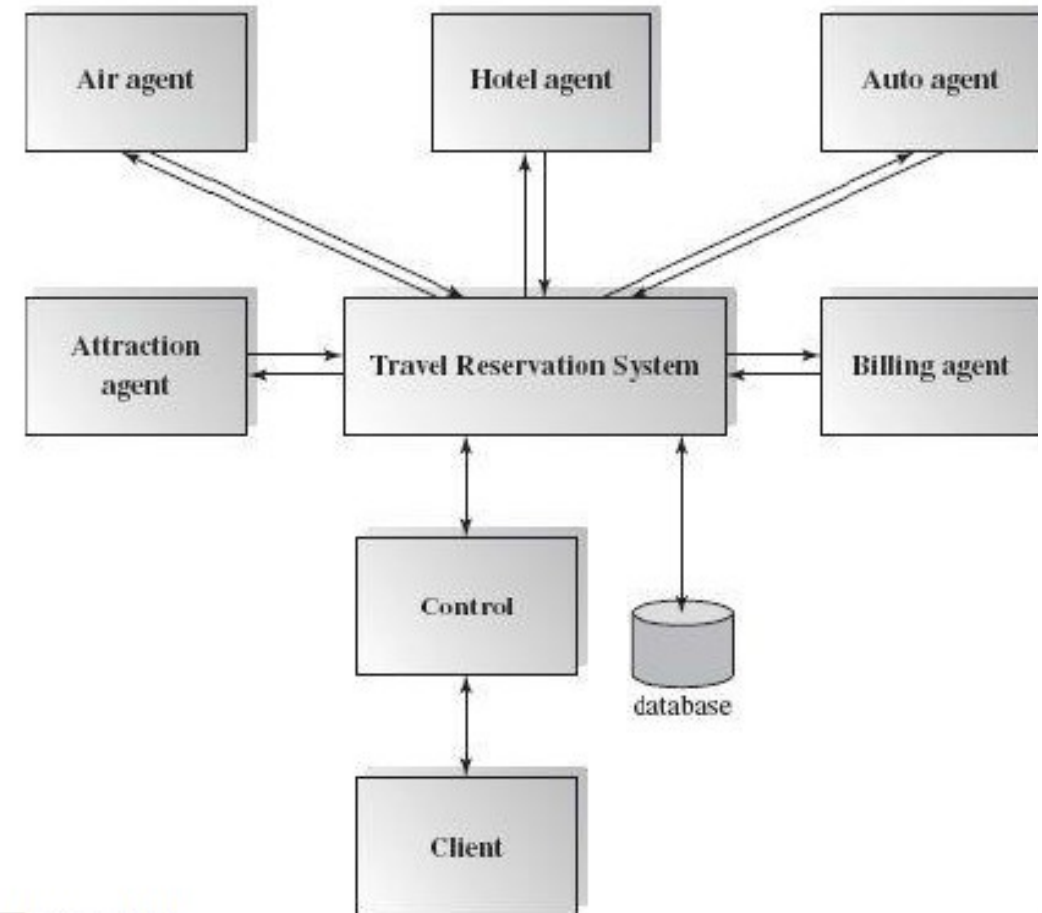 Air agent
Hotel agent
Auto agent
Attraction
agent
Travel Reservation System
Billing agent
Control
database
Client